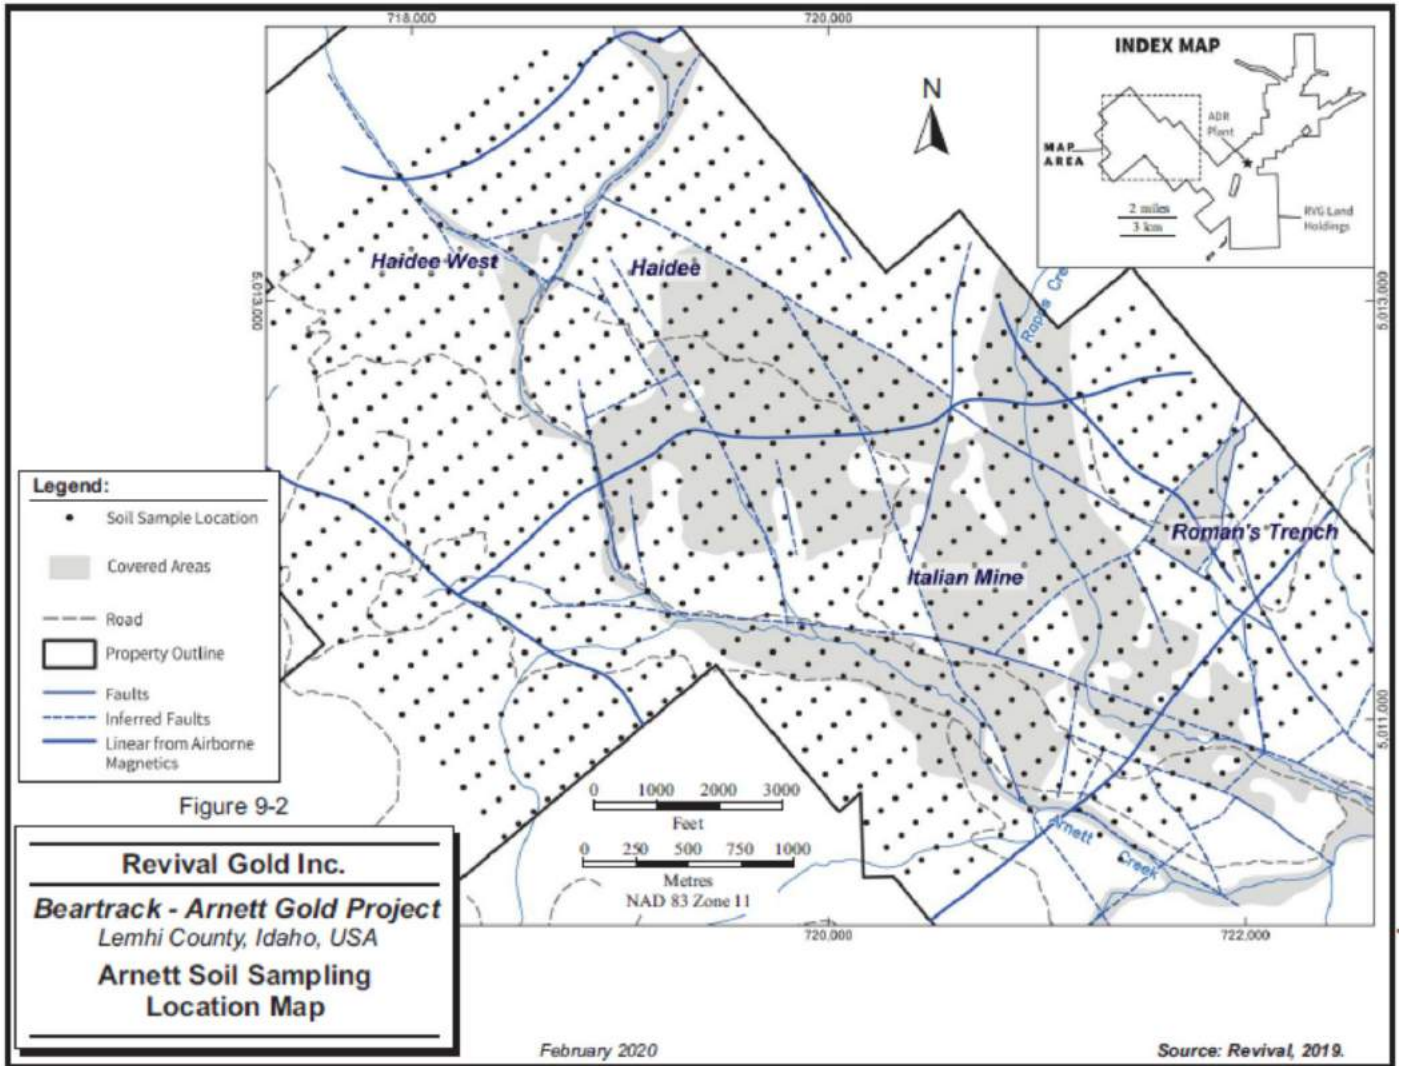 718,000
720,000
INDEX MAP
ADR
Plant
MAP
AREA
2 miles
3 km
RVG Land
Holdings
N
Haidee West
Haidee
5,013,000
5,013,000
Legend:
Soil Sample Location
Covered Areas
Road
Property Outline
Faults
Inferred Faults
Linear from Airborne
Magnetics
Roman's Trench
Italian Mine
5,011,000
Arnett
Creek
0 1000 2000 3000
Feet
0 250 500 750 1000
Metres
NAD 83 Zone 11
720,000
722,000
Figure 9-2
Revival Gold Inc.
Beartrack - Arnett Gold Project
Lemhi County, Idaho, USA
Arnett Soil Sampling
Location Map
February 2020
Source: Revival, 2019.